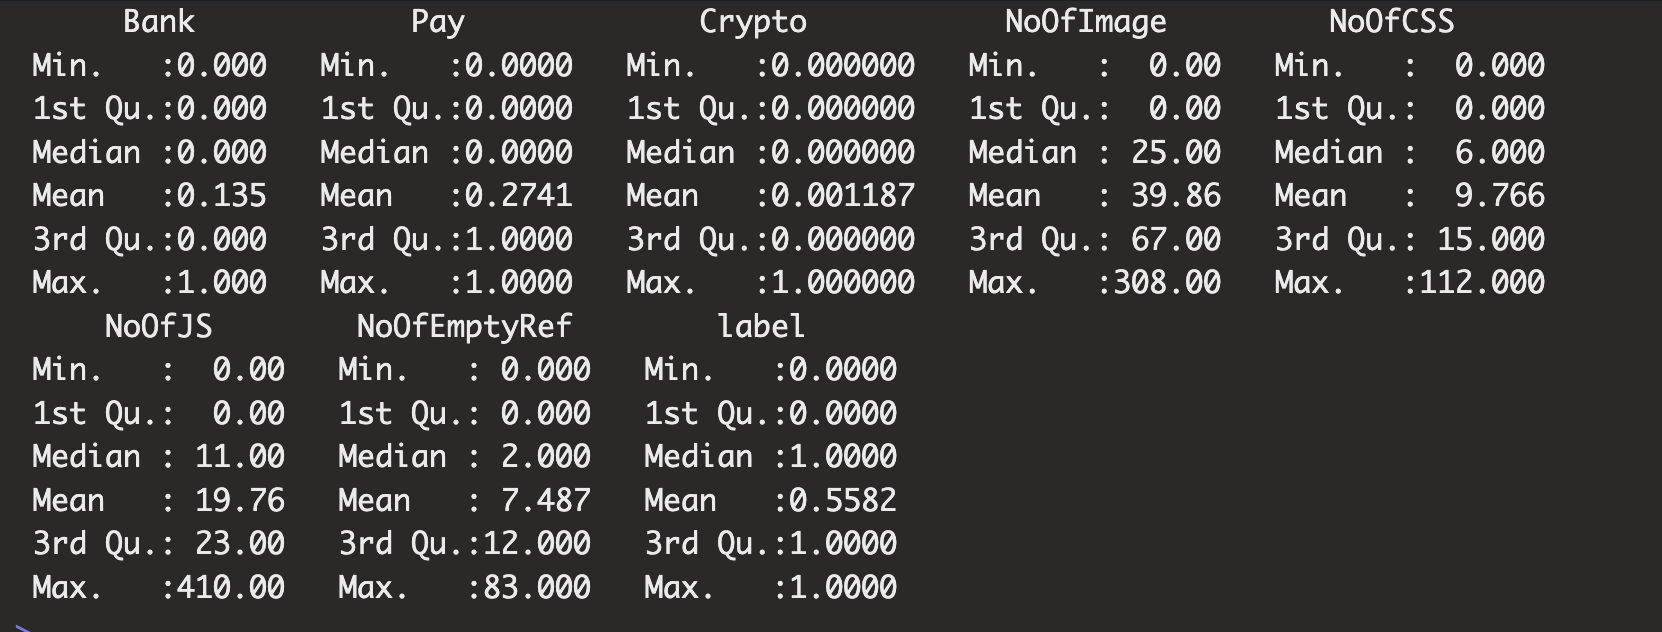 Bank Pay Crypto NoOfImage NoOfCSS
Min. :0.000 Min. :0.0000 Min. :0.000000 Min. : 0.00 Min. : 0.000
1st Qu.:0.000 1st Qu.:0.0000 1st Qu.:0.000000 1st Qu.: 0.00 1st Qu.: 0.000
Median :0.000 Median :0.0000 Median :0.000000 Median : 25.00 Median : 6.000
Mean :0.135 Mean :0.2741 Mean :0.001187 Mean : 39.86 Mean : 9.766
3rd Qu.:0.000 3rd Qu.:1.0000 3rd Qu.:0.000000 3rd Qu.: 67.00 3rd Qu.: 15.000
Max. :1.000 Max. :1.0000 Max. :1.000000 Max. :308.00 Max. :112.000
NoOfJS NoOfEmptyRef label
Min. : 0.00 Min. : 0.000 Min. :0.0000
1st Qu.: 0.00 1st Qu.: 0.000 1st Qu.:0.0000
Median : 11.00 Median : 2.000 Median :1.0000
Mean : 19.76 Mean : 7.487 Mean :0.5582
3rd Qu.: 23.00 3rd Qu.:12.000 3rd Qu.:1.0000
Max. :410.00 Max. :83.000 Max. :1.0000